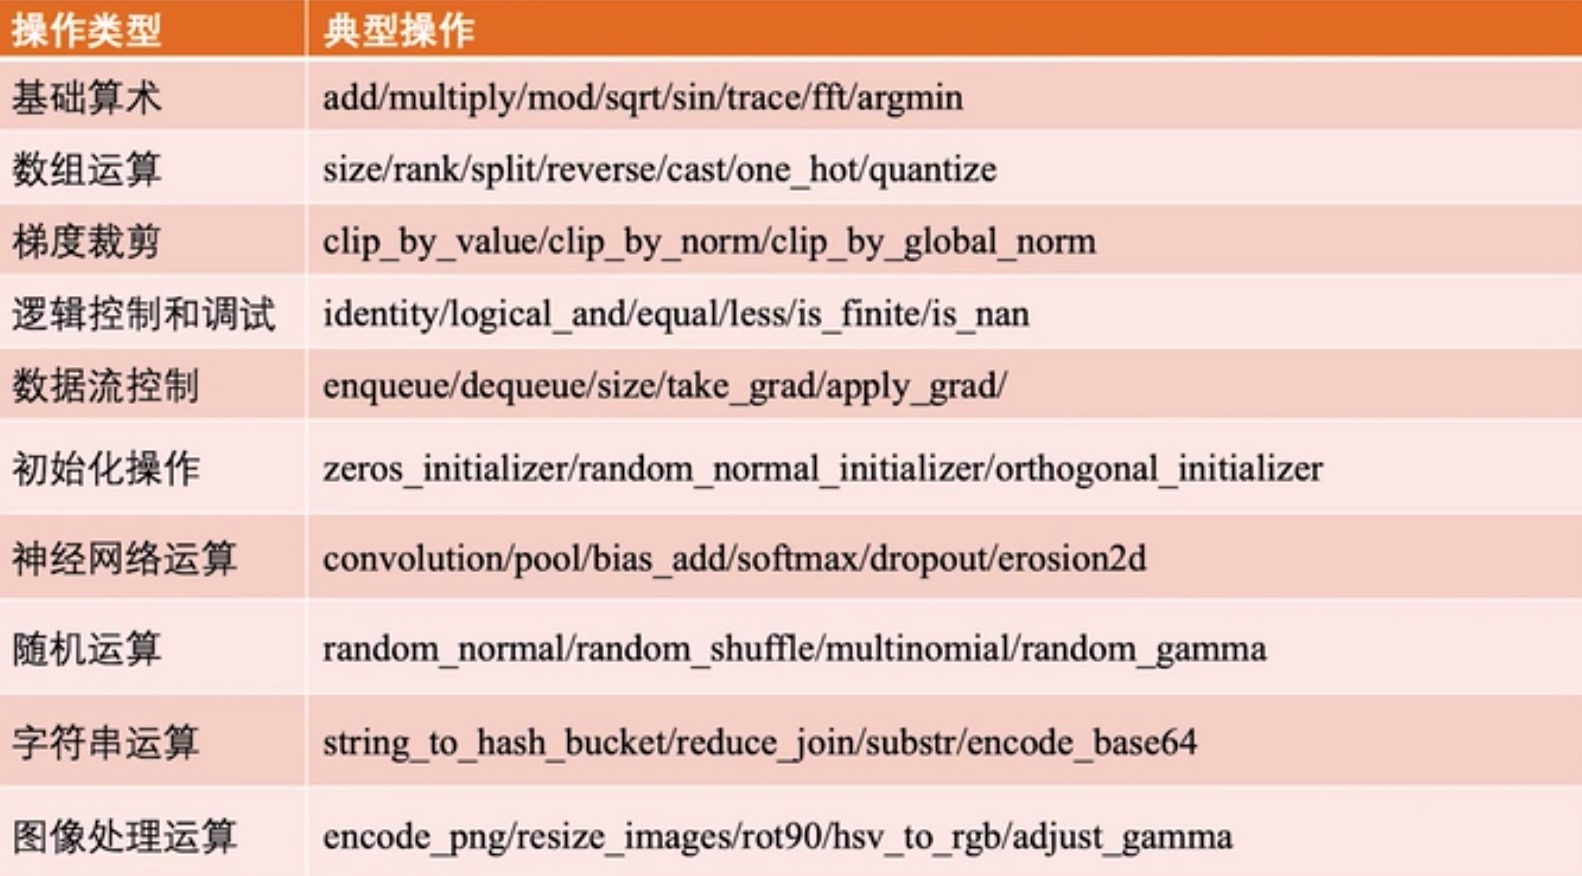 操作类型 典型操作
基础算术 add/multiply/mod/sqrt/sin/trace/fft/argmin
数组运算 size/rank/split/reverse/cast/one_hot/quantize
梯度裁剪 clip_by_value/clip_by_norm/clip_by_global_norm
逻辑控制和调试 identity/logical_and/equal/less/is_finite/is_nan
数据流控制 enqueue/dequeue/size/take_grad/apply_grad/
初始化操作 zeros_initializer/random_normal_initializer/orthogonal_initializer
神经网络运算 convolution/pool/bias_add/softmax/dropout/erosion2d
随机运算 random_normal/random_shuffle/multinomial/random_gamma
字符串运算 string_to_hash_bucket/reduce_join/substr/encode_base64
图像处理运算 encode_png/resize_images/rot90/hsv_to_rgb/adjust_gamma